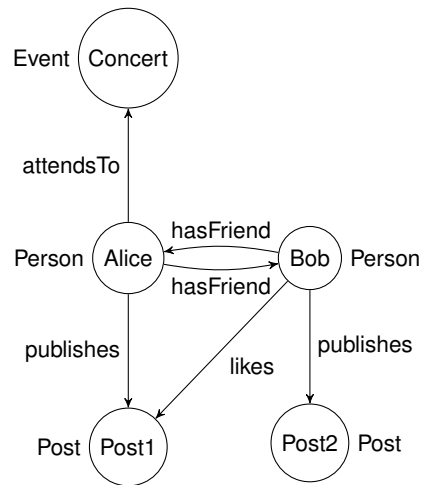 Event Concert
attendsTo
hasFriend
Person Alice Bob Person
hasFriend
publishes publishes
likes
Post Post1 Post2 Post